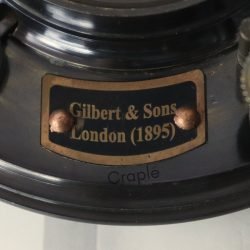 Gilbert & Sons
London (1895)
Craple